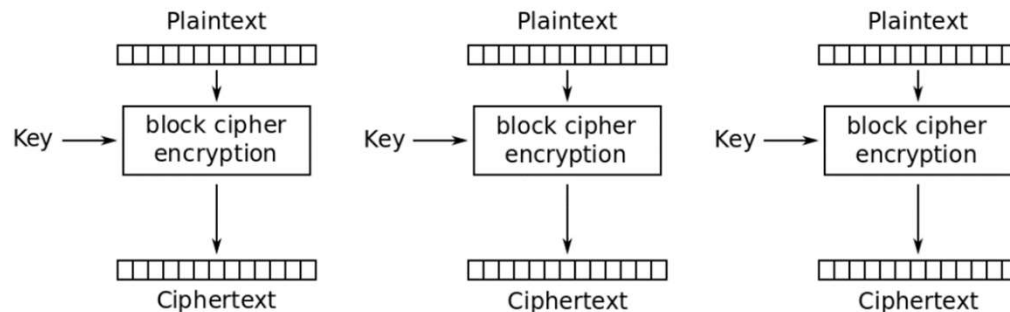 Plaintext
Plaintext
Plaintext
Key
block cipher
encryption
Key
block cipher
encryption
Key
block cipher
encryption
Ciphertext
Ciphertext
Ciphertext